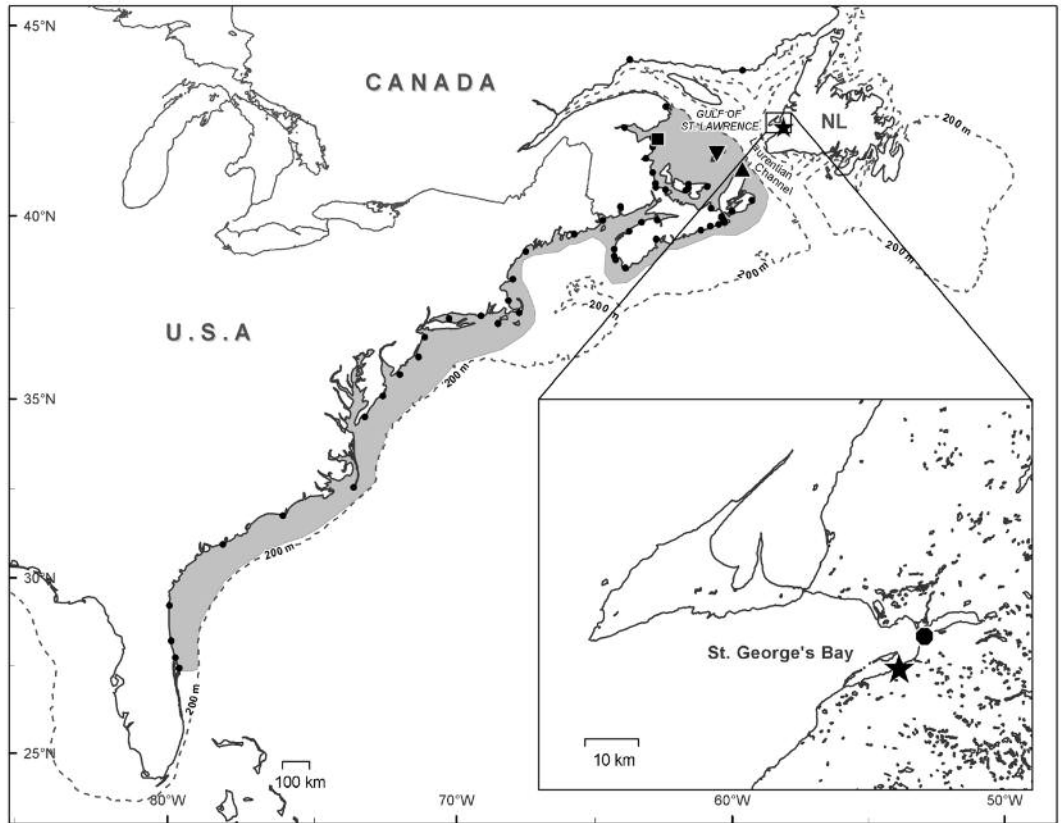 45°N
CANADA
GULF OF
ST. LAWRENCE
NL
Laurentian
Channel
200 m
40°N
200 m
200 m
200 m
U.S.A
200 m
35°N
200 m
30°N
St. George's Bay
200 m
10 km
25°N
100 km
80°W
70°W
60°W
50°W